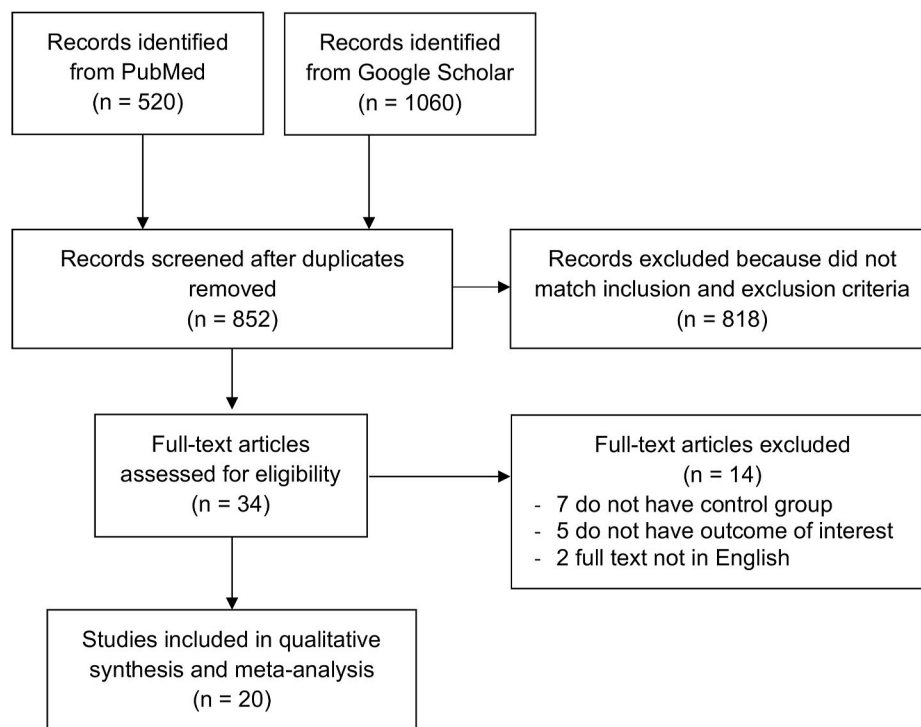 Records identified
from PubMed
(n = 520)
Records identified
from Google Scholar
(n = 1060)
Records screened after duplicates
removed
(n = 852)
Records excluded because did not
match inclusion and exclusion criteria
(n = 818)
Full-text articles
assessed for eligibility
(n = 34)
Full-text articles excluded
(n = 14)
- 7 do not have control group
- 5 do not have outcome of interest
- 2 full text not in English
Studies included in qualitative
synthesis and meta-analysis
(n = 20)